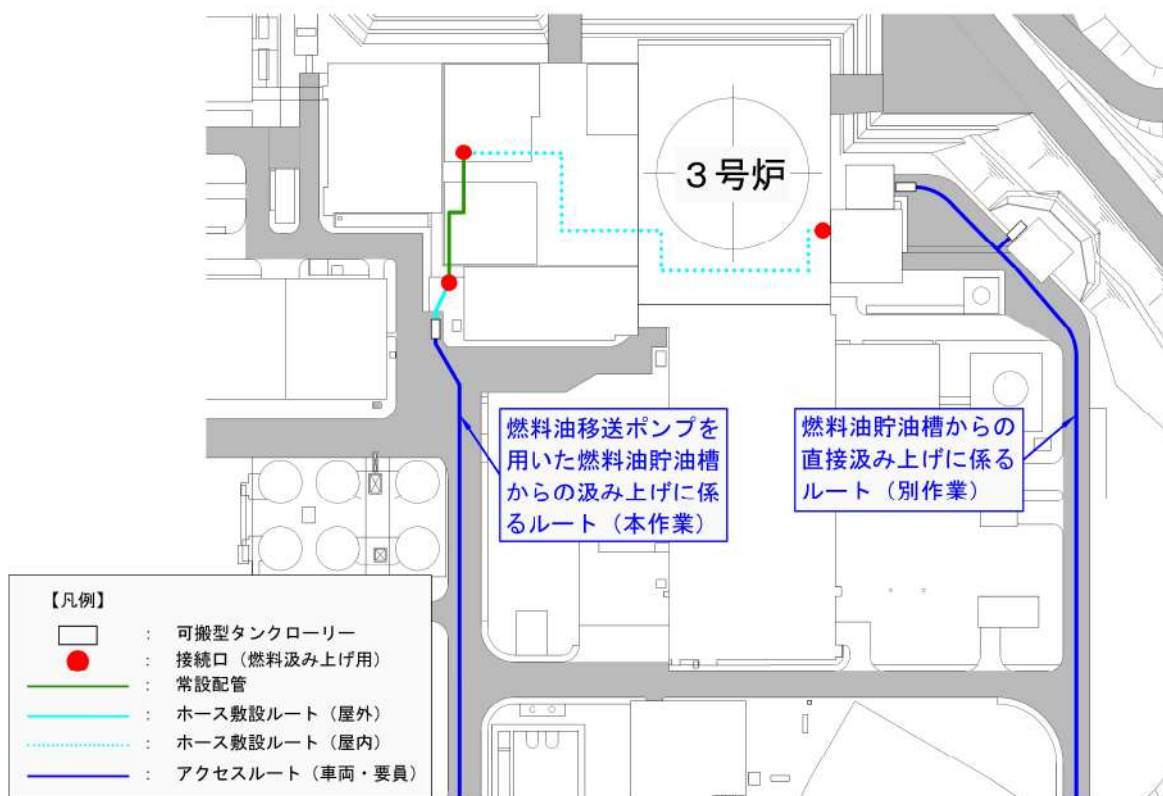 3号炉
燃料油移送ポンプを
用いた燃料油貯油槽
からの汲み上げに係
るルート（本作業）
燃料油貯油槽からの
直接汲み上げに係る
ルート（別作業）
【凡例】
： 可搬型タンクローリー
： 接続口（燃料汲み上げ用）
： 常設配管
： ホース敷設ルート（屋外）
： ホース敷設ルート（屋内）
： アクセスルート（車両・要員）